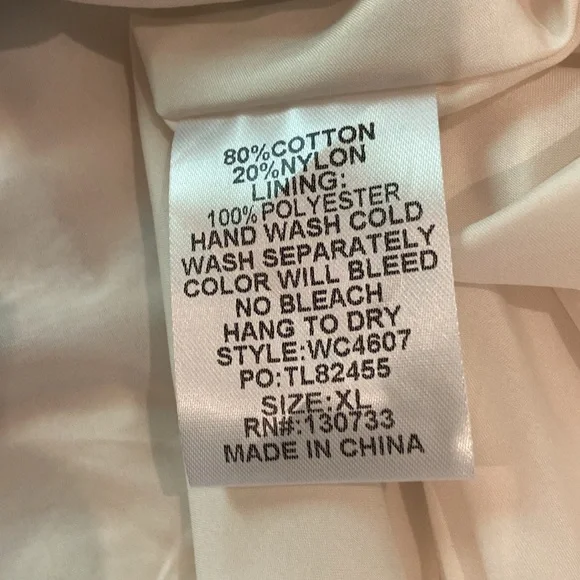 80%COTTON
20%NYLON
LINING:
100% POLYESTER
HAND WASH COLD
WASH SEPARATELY
COLOR WILL BLEED
NO BLEACH
HANG TO DRY
STYLE:WC4607
PO:TL82455
SIZE:XL
RN#:130733
MADE IN CHINA